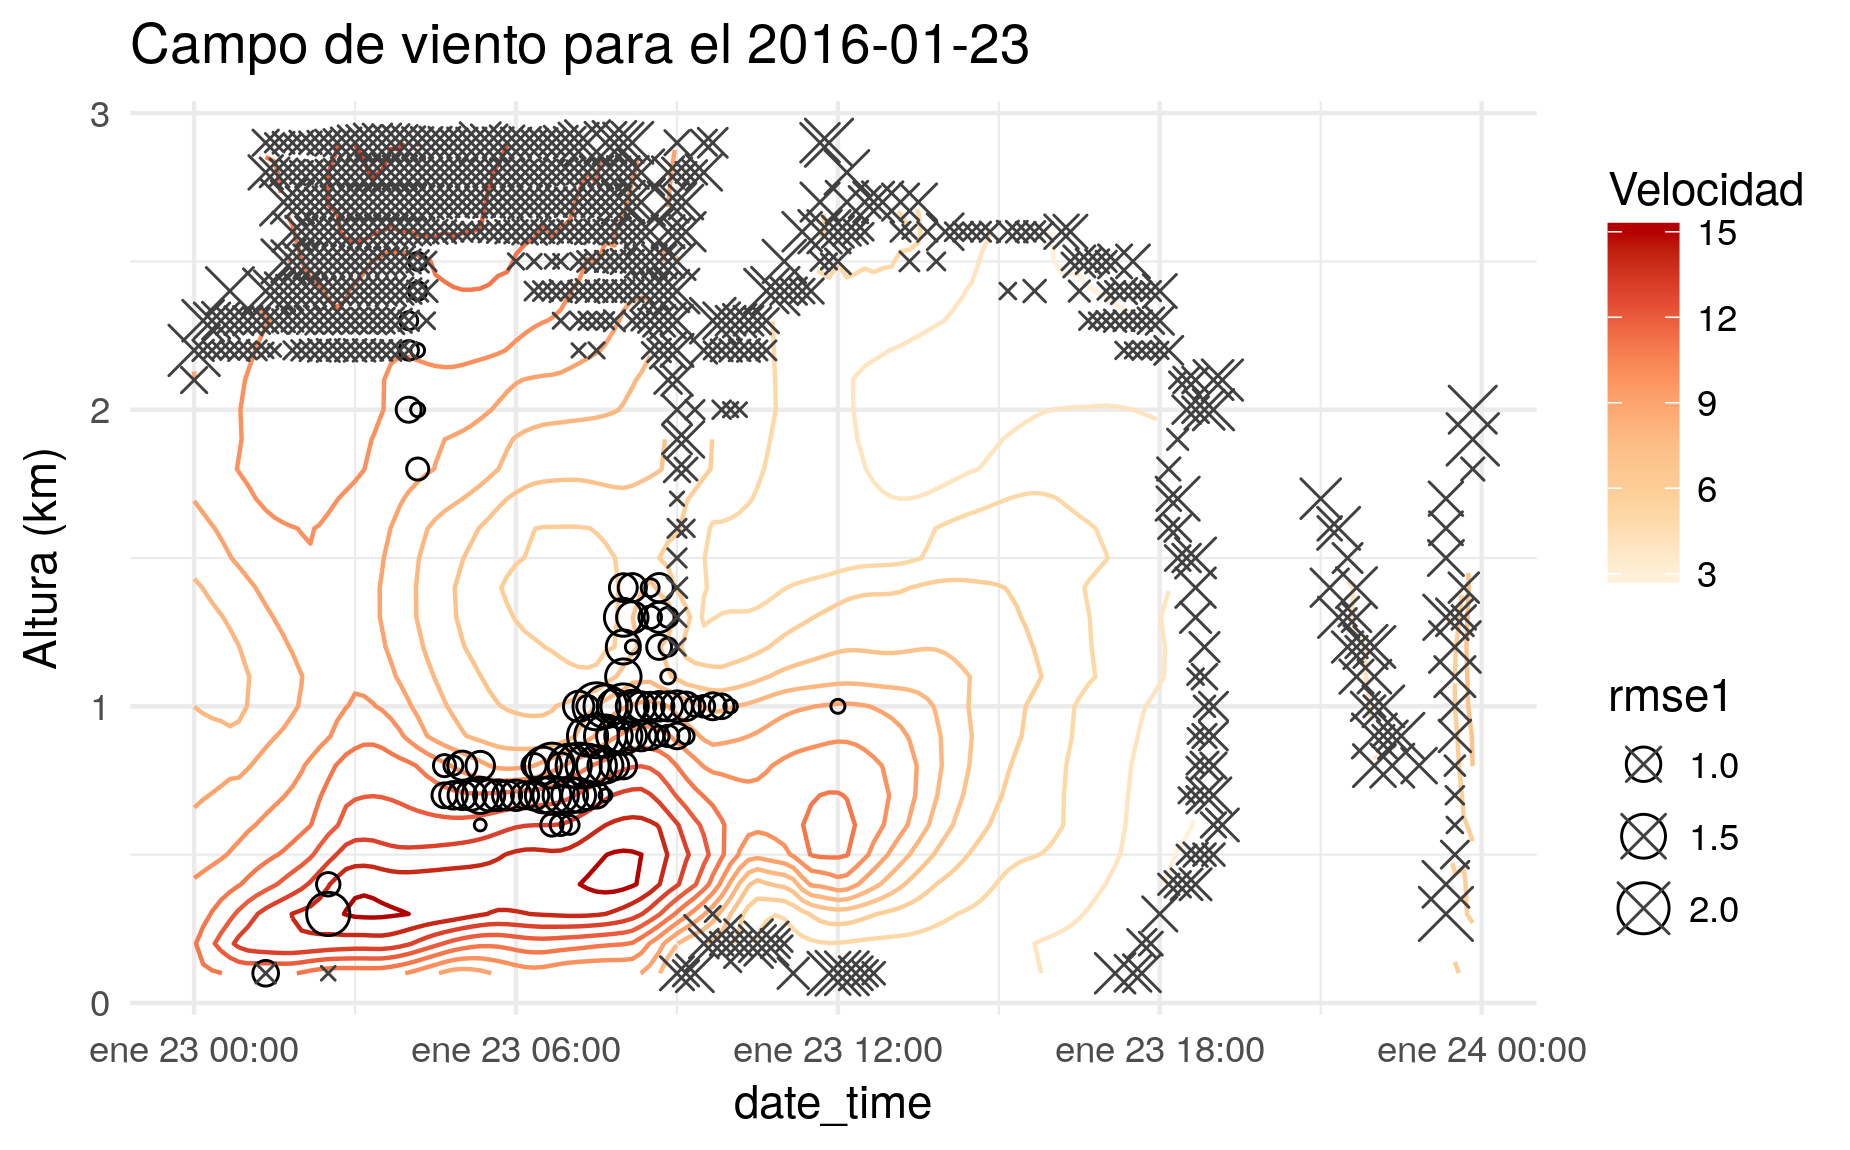 Campo de viento para el 2016-01-23
3
2
1
0
Altura (km)
ene 23 00:00
ene 23 06:00
ene 23 12:00
ene 23 18:00
ene 24 00:00
date_time
Velocidad
15
12
9
6
3
rmse1
1.0
1.5
2.0